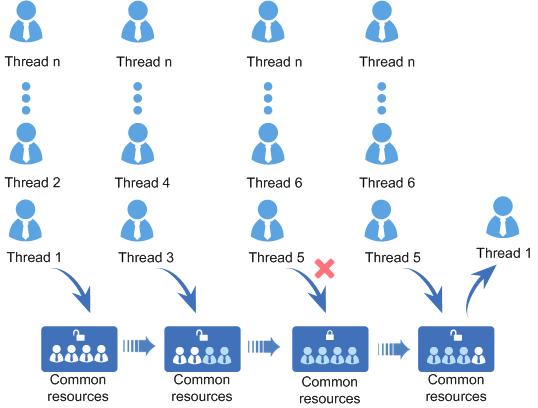 Thread n
Thread n
Thread n
Thread n
Thread 2
Thread 4
Thread 6
Thread 6
Thread 1
Thread 3
Thread 5
Thread 5
Thread 1
Common
resources
Common
resources
Common
resources
Common
resources